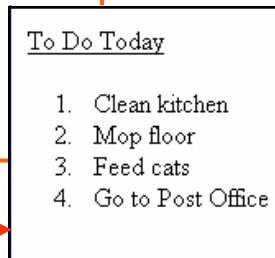 To Do Today
1. Clean kitchen
2. Mop floor
3. Feed cats
4. Go to Post Office